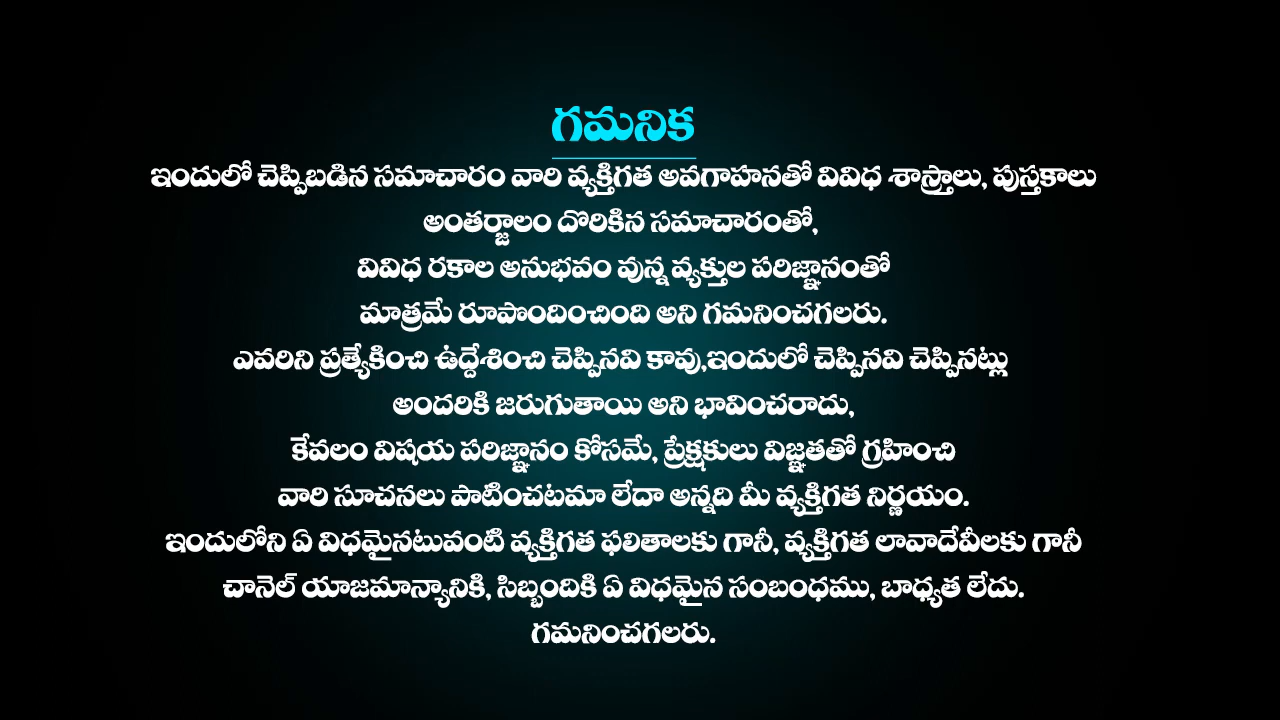 గమనిక
ఇందులో చెప్పిబడిన సమాచారం వారి వ్యక్తిగత అవగాహనతో వివిధ శాస్త్రాలు, పుస్తకాలు
అంతర్జాలం దొరికిన సమాచారంతో,
వివిధ రకాల అనుభవం వున్న వ్యక్తుల పరిజ్ఞానంతో
మాత్రమే రూపొందించింది అని గమనించగలరు.
ఎవరిని ప్రత్యేకించి ఉద్దేశించి చెప్పినవి కావు,ఇందులో చెప్పినవి చెప్పినట్లు
అందరికి జరుగుతాయి అని భావించరాదు,
కేవలం విషయ పరిజ్ఞానం కోసమే, ప్రేక్షకులు విజ్ఞతతో గ్రహించి
వారి సూచనలు పాటించటమా లేదా అన్నది మీ వ్యక్తిగత నిర్ణయం.
ఇందులోని ఏ విధమైనటువంటి వ్యక్తిగత ఫలితాలకు గానీ, వ్యక్తిగత లావాదేవీలకు గానీ
చానెల్ యాజమాన్యానికి, సిబ్బందికి ఏ విధమైన సంబంధము, బాధ్యత లేదు.
గమనించగలరు.